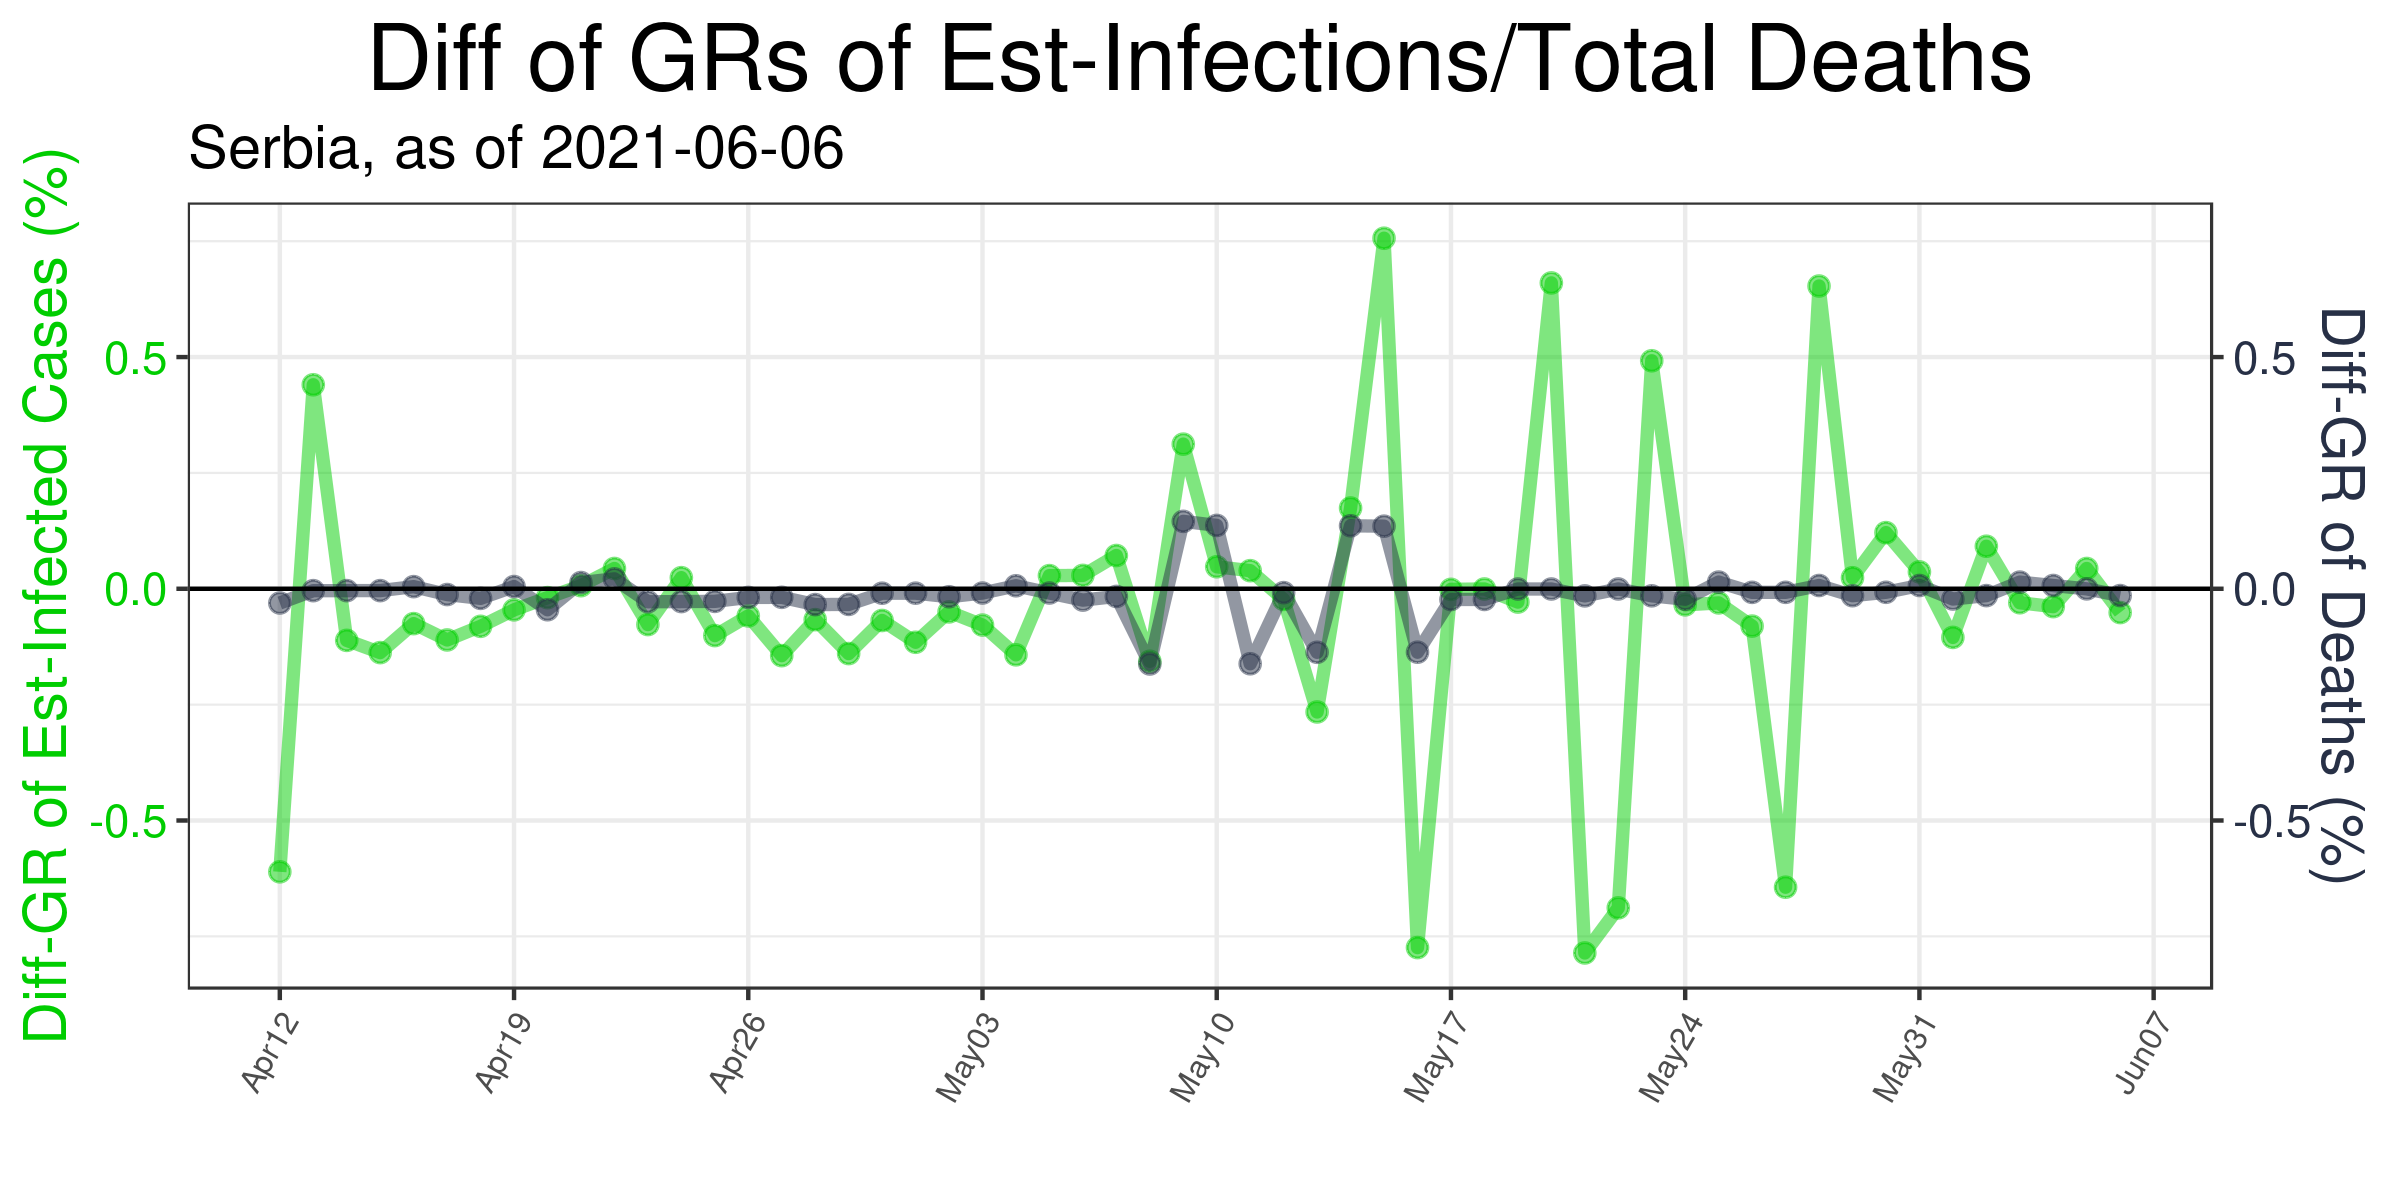 Diff of GRs of Est-Infections/Total Deaths
Serbia, as of 2021-06-06
Diff-GR of Est-Infected Cases (%)
0.5
0.0
-0.5
0.5
0.0
-0.5
Diff-GR of Deaths (%)
Apr12
Apr19
Apr26
May03
May10
May17
May24
May31
Jun07